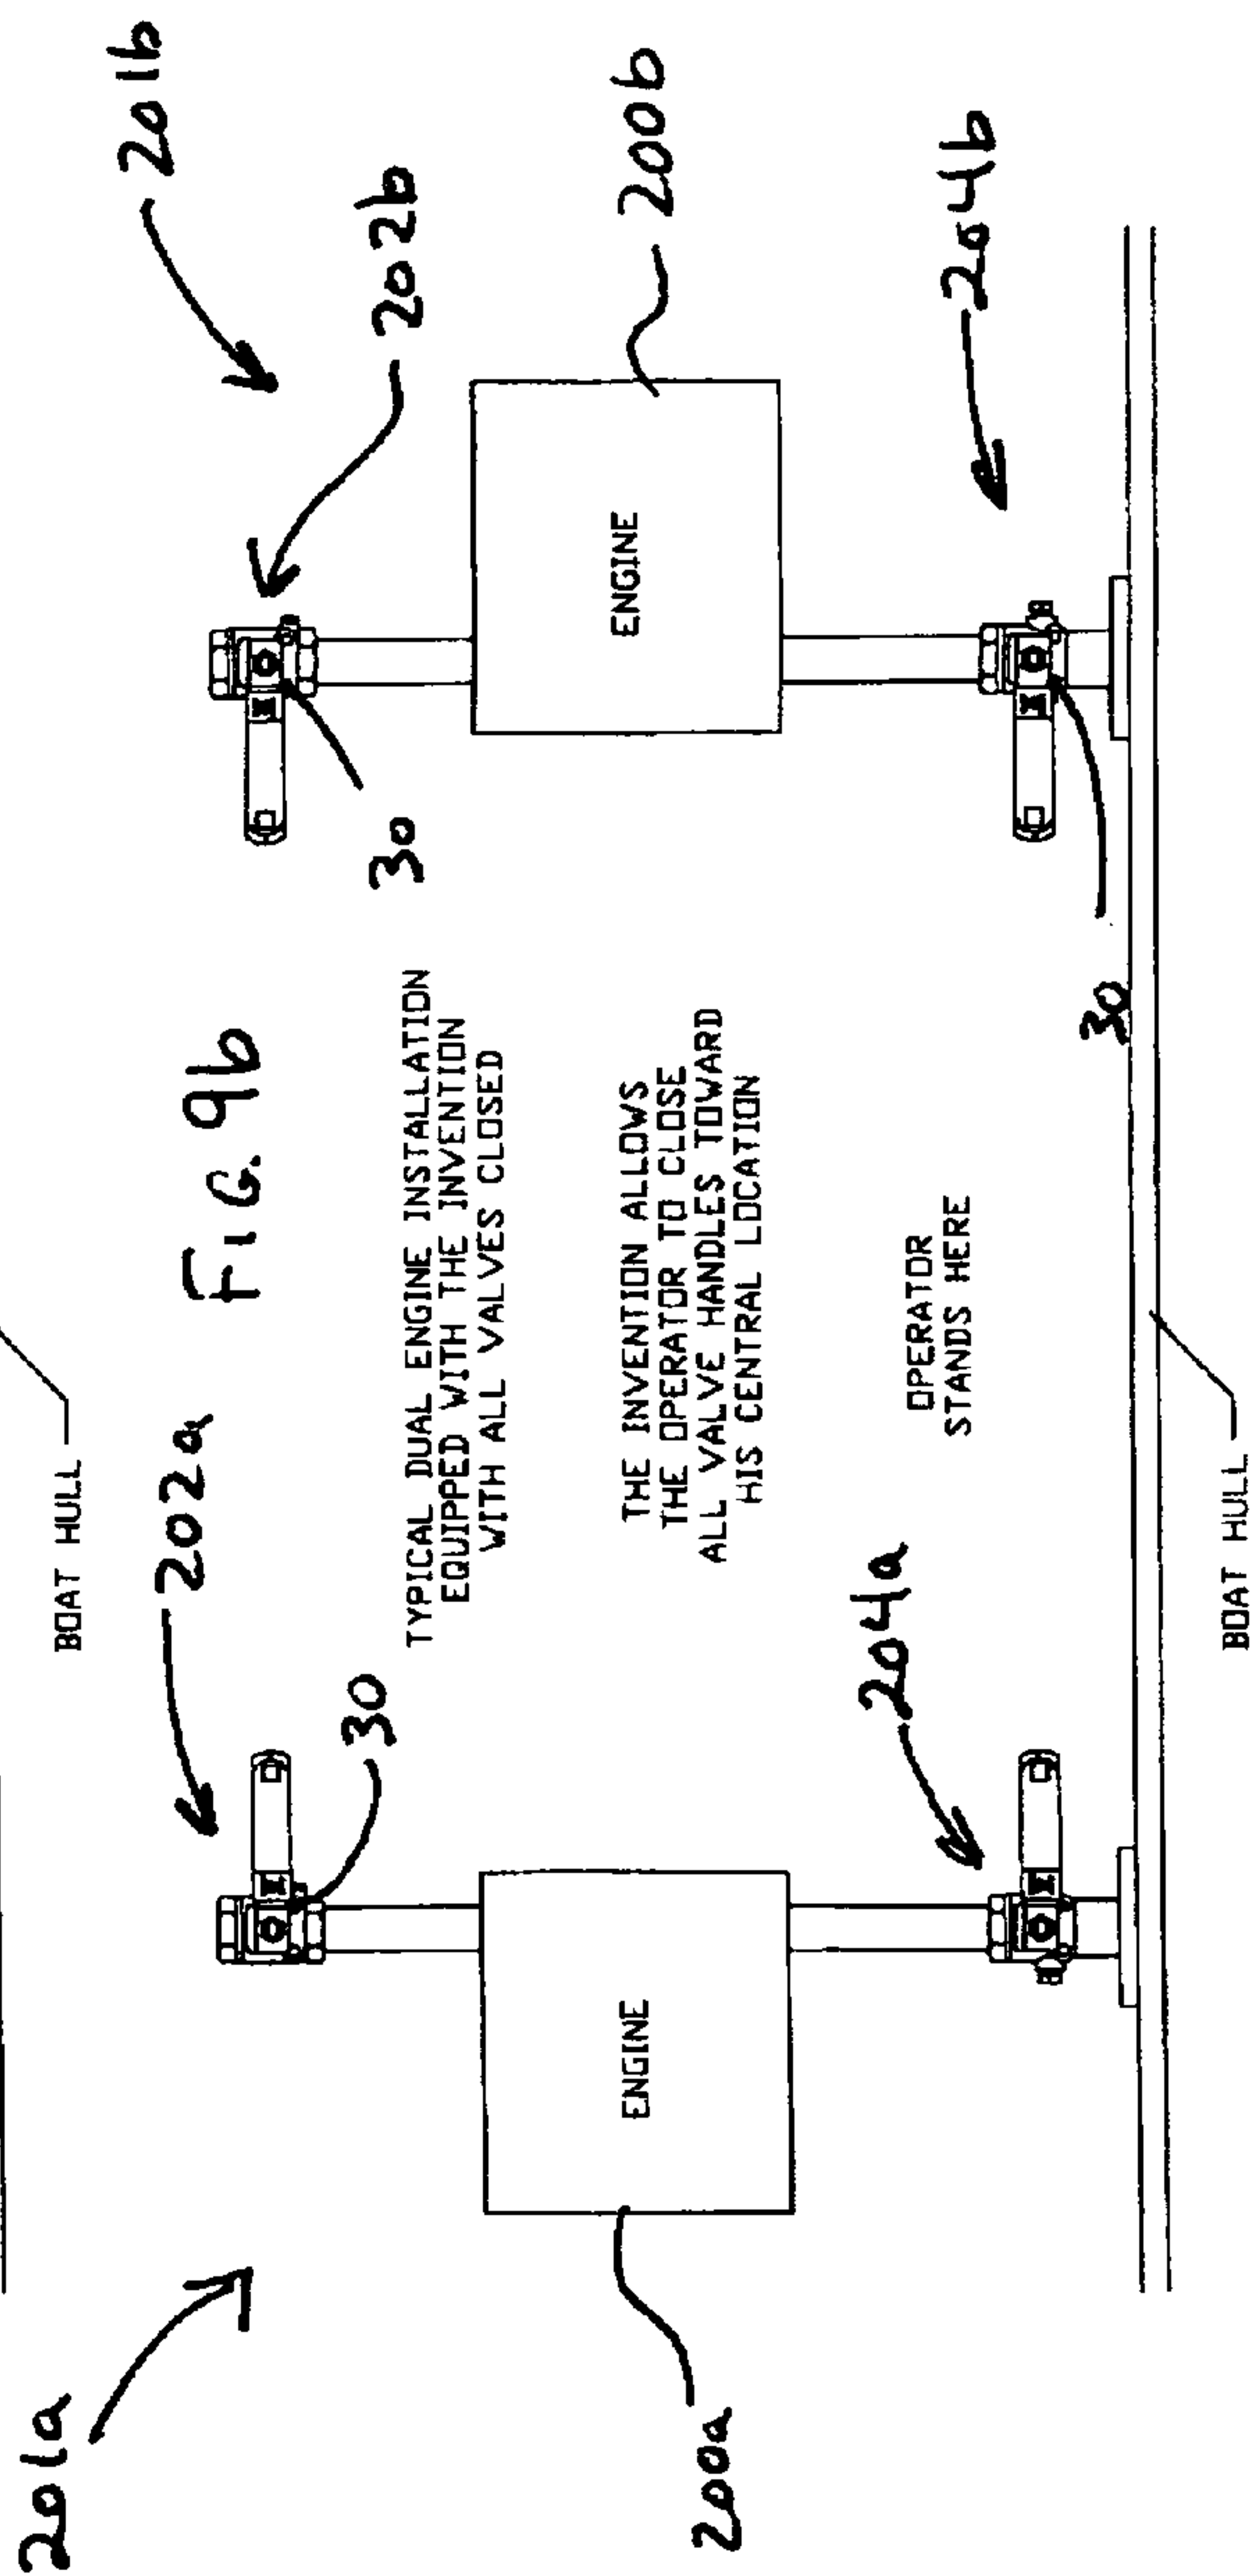 BOAT HULL
FIG. 9b
201a
202a
201b
202b
30
30
TYPICAL DUAL ENGINE INSTALLATION
EQUIPPED WITH THE INVENTION
WITH ALL VALVES CLOSED
ENGINE
ENGINE
200a
200b
THE INVENTION ALLOWS
THE OPERATOR TO CLOSE
ALL VALVE HANDLES TOWARD
HIS CENTRAL LOCATION
204a
204b
OPERATOR
STANDS HERE
30
BOAT HULL